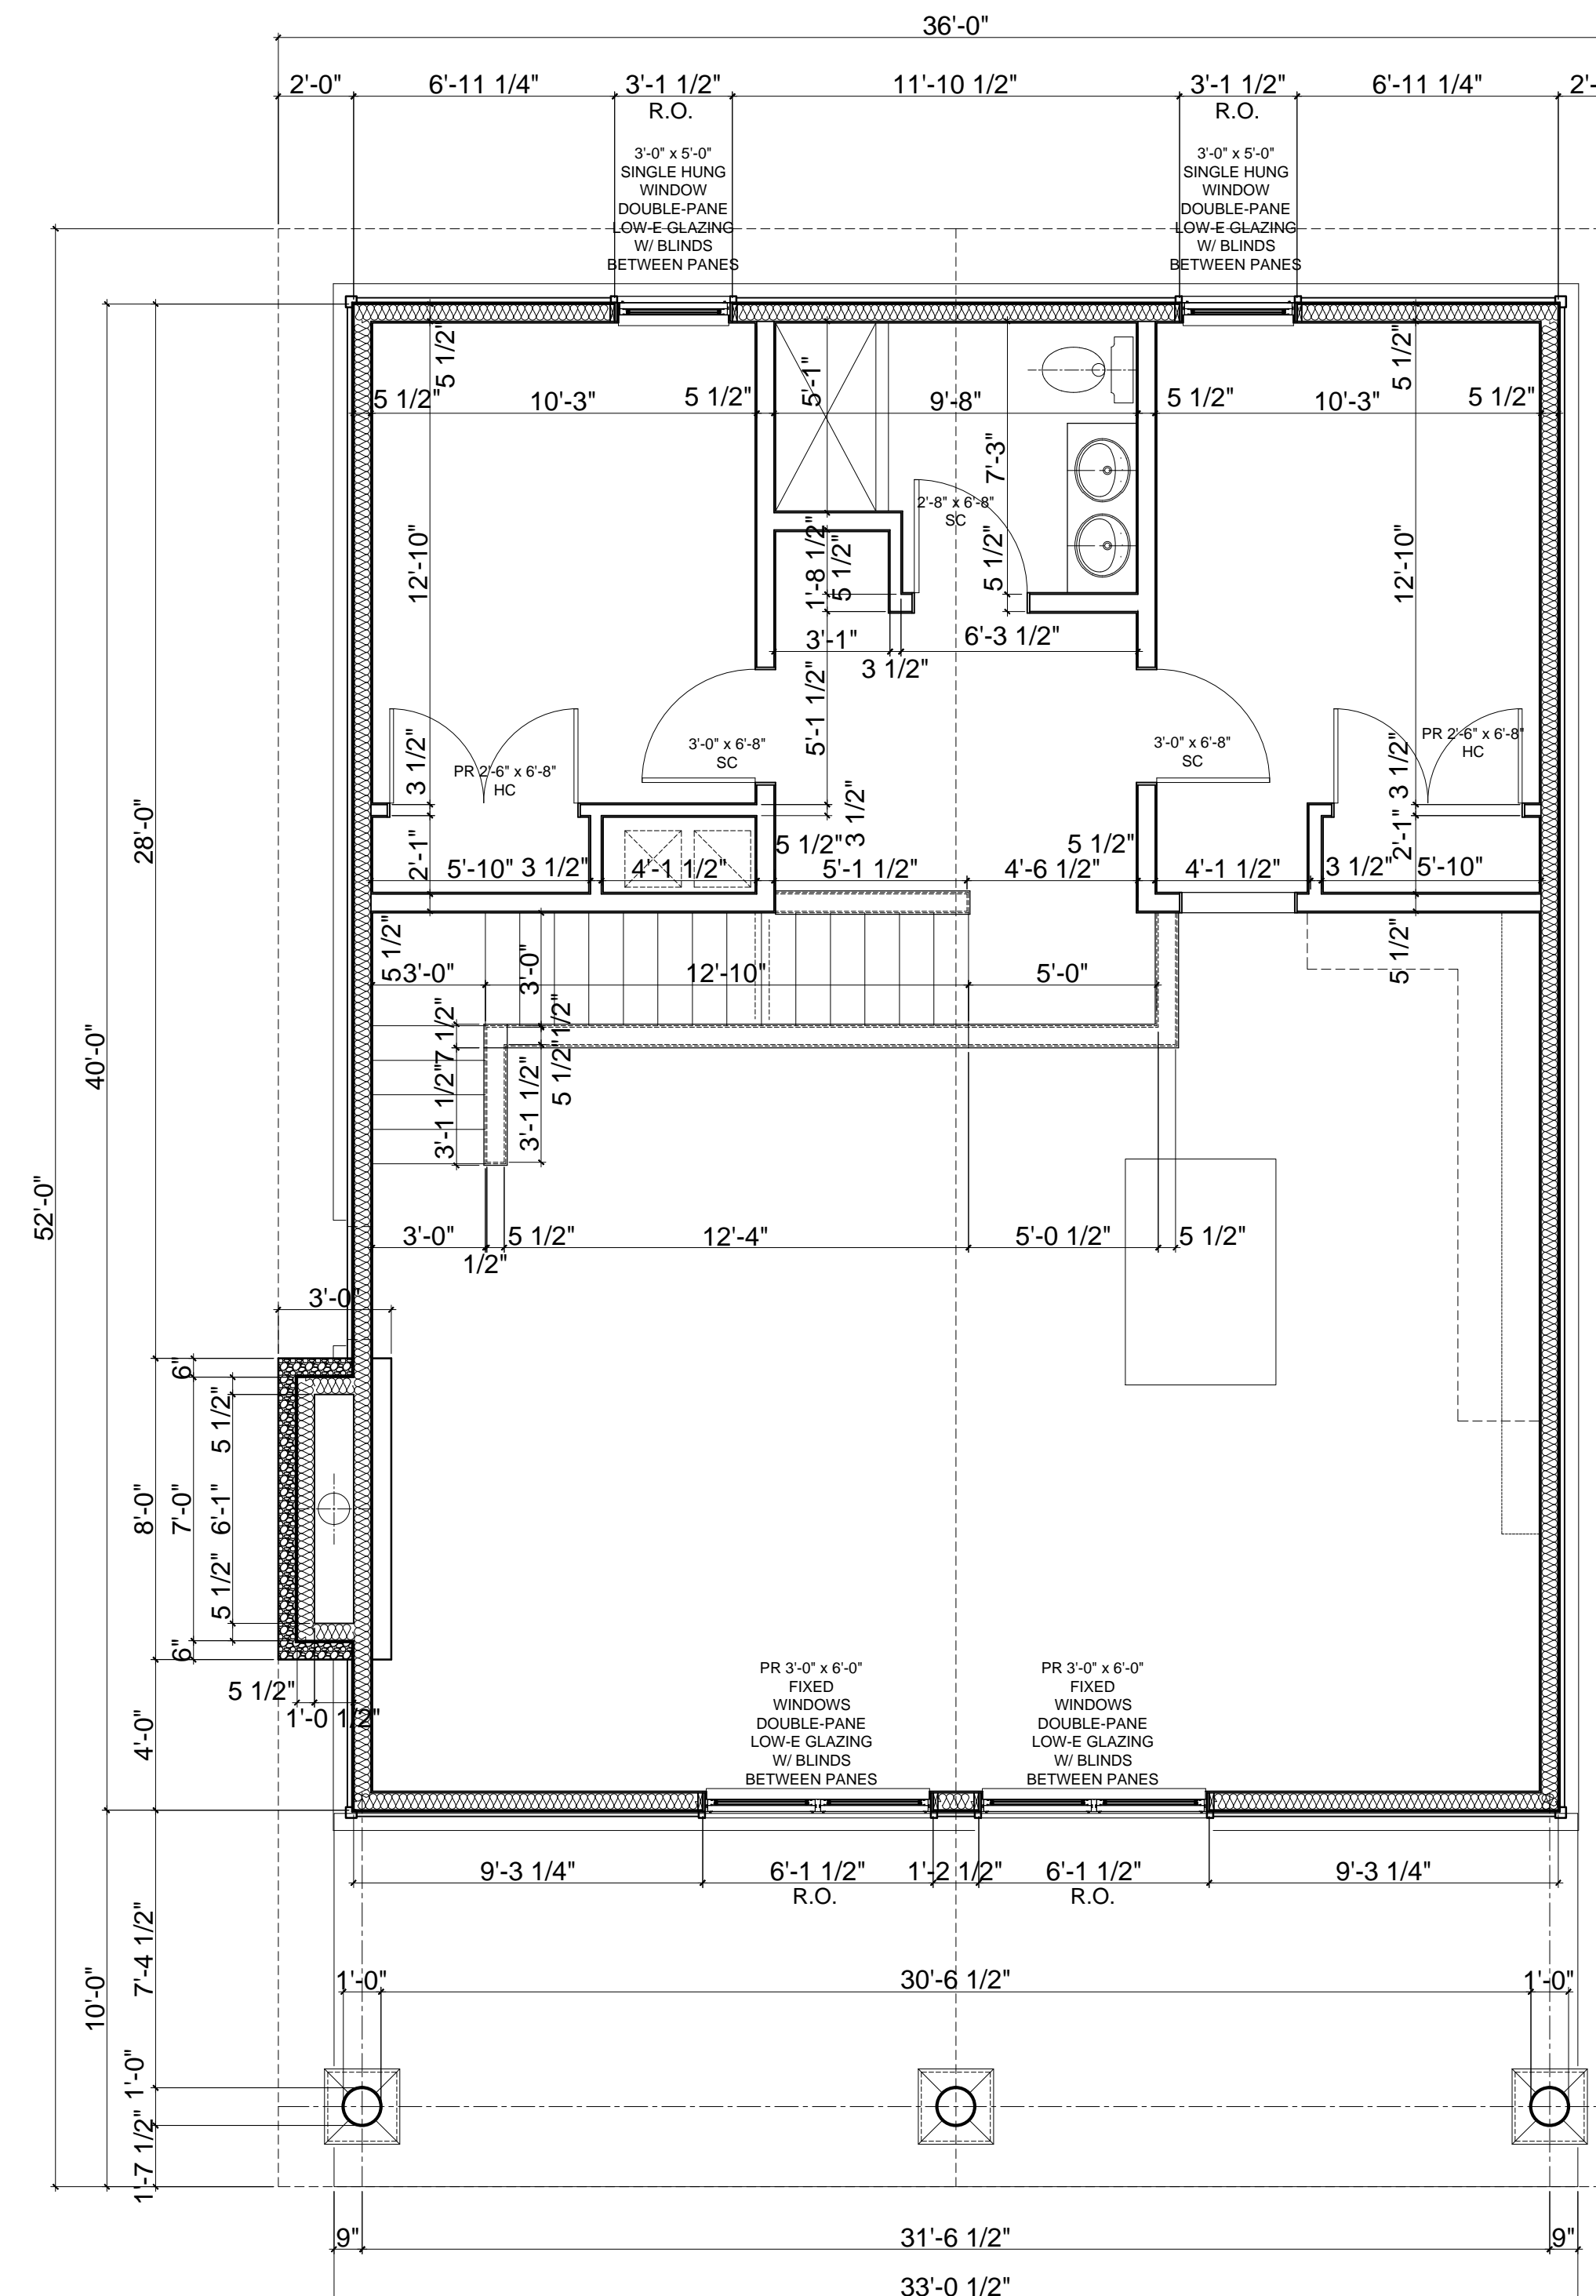 36'-0"
2'-0"
6'-11 1/4"
3'-1 1/2"
11'-10 1/2"
3'-1 1/2"
6'-11 1/4"
2'-
R.O.
R.O.
3'-0" x 5'-0"
SINGLE HUNG
WINDOW
DOUBLE-PANE
LOW-E GLAZING
W/ BLINDS
BETWEEN PANES
3'-0" x 5'-0"
SINGLE HUNG
WINDOW
DOUBLE-PANE
LOW-E GLAZING
W/ BLINDS
BETWEEN PANES
5 1/2"
5'-1"
5 1/2"
5 1/2"
10'-3"
5 1/2"
9'-8"
5 1/2"
10'-3"
5 1/2"
7'-3"
2'-8" x 6'-8"
SC
12'-10"
1'-8 1/2"
5 1/2"
5 1/2"
12'-10"
3'-1"
6'-3 1/2"
3 1/2"
5'-1 1/2"
3'-0" x 6'-8"
SC
3'-0" x 6'-8"
SC
PR 2'-6" x 6'-8"
HC
PR 2'-6" x 6'-8"
HC
3 1/2"
3 1/2"
3 1/2"
28'-0"
2'-1"
2'-1"
5 1/2"
5 1/2"
5'-10"
3 1/2"
4'-1 1/2"
5'-1 1/2"
4'-6 1/2"
4'-1 1/2"
3 1/2"
5'-10"
5 1/2"
5 1/2"
3'-0"
3'-0"
12'-10"
5'-0"
7 1/2"
1/2"
5 1/2"
40'-0"
3'-1 1/2"
3'-1 1/2"
52'-0"
3'-0"
5 1/2"
12'-4"
5'-0 1/2"
5 1/2"
1/2"
3'-0"
6"
5 1/2"
8'-0"
7'-0"
6'-1"
5 1/2"
6"
5 1/2"
1'-0 1/2"
4'-0"
PR 3'-0" x 6'-0"
FIXED
WINDOWS
DOUBLE-PANE
LOW-E GLAZING
W/ BLINDS
BETWEEN PANES
PR 3'-0" x 6'-0"
FIXED
WINDOWS
DOUBLE-PANE
LOW-E GLAZING
W/ BLINDS
BETWEEN PANES
9'-3 1/4"
6'-1 1/2"
1'-2 1/2"
6'-1 1/2"
9'-3 1/4"
R.O.
R.O.
7'-4 1/2"
10'-0"
1'-0"
30'-6 1/2"
1'-0"
1'-0"
1'-7 1/2"
9"
31'-6 1/2"
9"
33'-0 1/2"